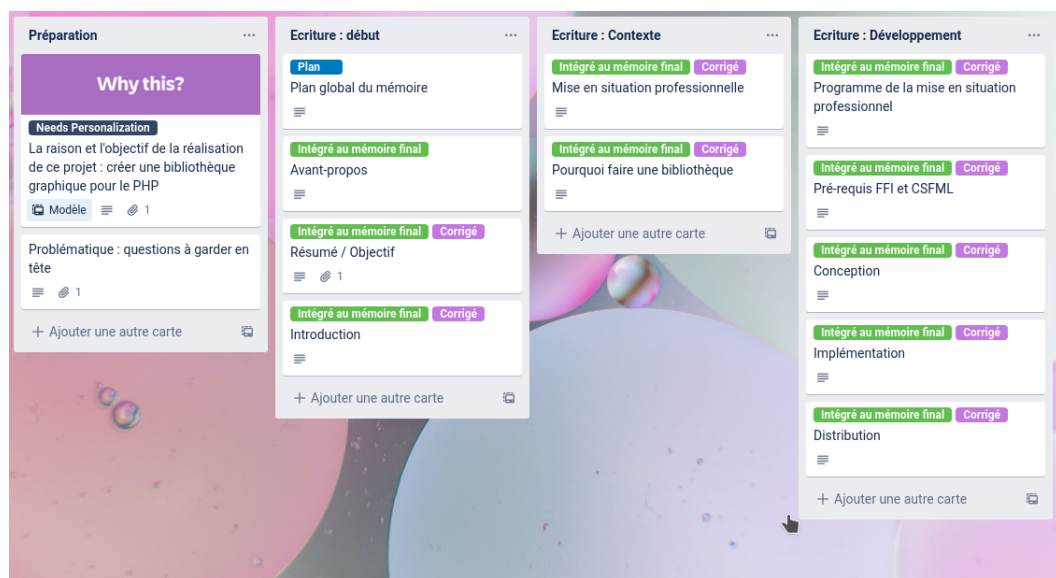 Préparation
Why this?
Needs Personalization
La raison et l'objectif de la réalisation
de ce projet : créer une bibliothèque
graphique pour le PHP
Modèle 1
Problématique : questions à garder en
tête
1
+ Ajouter une autre carte
Ecriture : début
Plan
Plan global du mémoire
Intégré au mémoire final
Avant-propos
Intégré au mémoire final Corrigé
Résumé / Objectif
1
Intégré au mémoire final Corrigé
Introduction
+ Ajouter une autre carte
Ecriture : Contexte
Intégré au mémoire final Corrigé
Mise en situation professionnelle
Intégré au mémoire final Corrigé
Pourquoi faire une bibliothèque
+ Ajouter une autre carte
Ecriture : Développement
Intégré au mémoire final Corrigé
Programme de la mise en situation
professionnel
Intégré au mémoire final Corrigé
Pré-requis FFI et CSFML
Intégré au mémoire final Corrigé
Conception
Intégré au mémoire final Corrigé
Implémentation
Intégré au mémoire final Corrigé
Distribution
+ Ajouter une autre carte